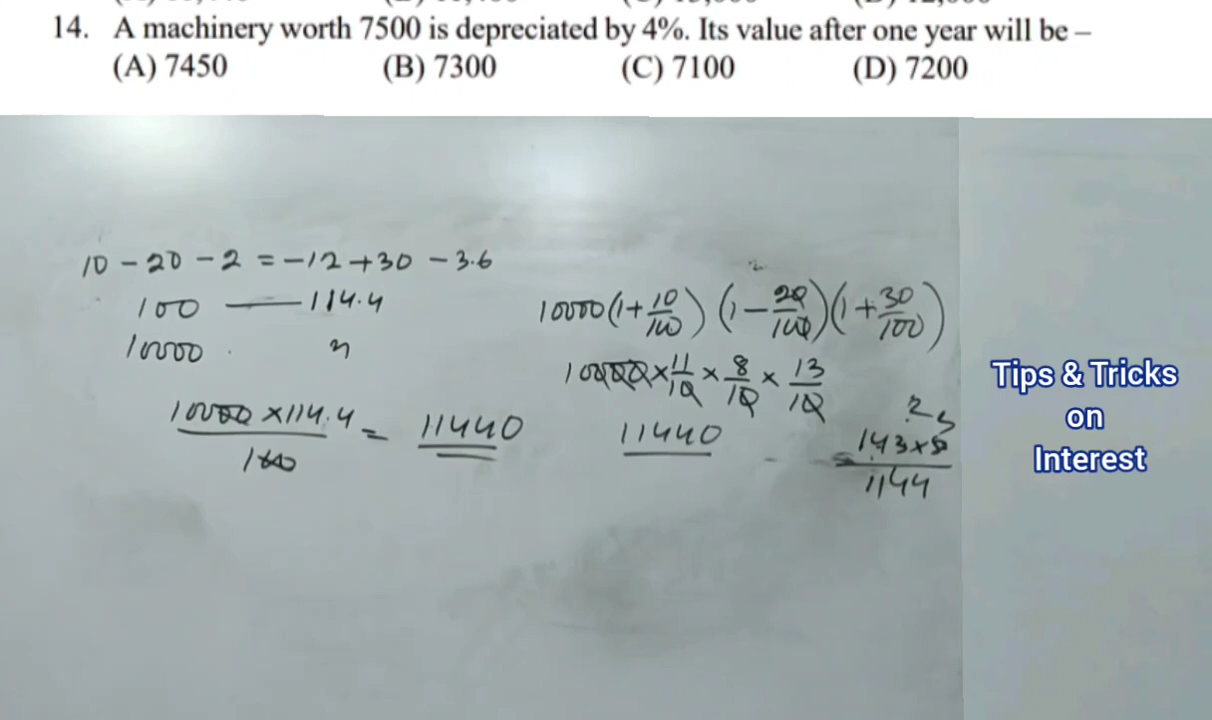 14. A machinery worth 7500 is depreciated by 4%. Its value after one year will be –
(A) 7450 (B) 7300 (C) 7100 (D) 7200
10 - 20 - 2 = -12 + 30 - 3.6
100 — 114.4
10000
10000 × 114.4 / 100 = 11440
10000 (1 + 10/100) (1 - 20/100) (1 + 30/100)
10000 × 11/10 × 8/10 × 13/10
11440
143 × 8
1144
Tips & Tricks
on
Interest